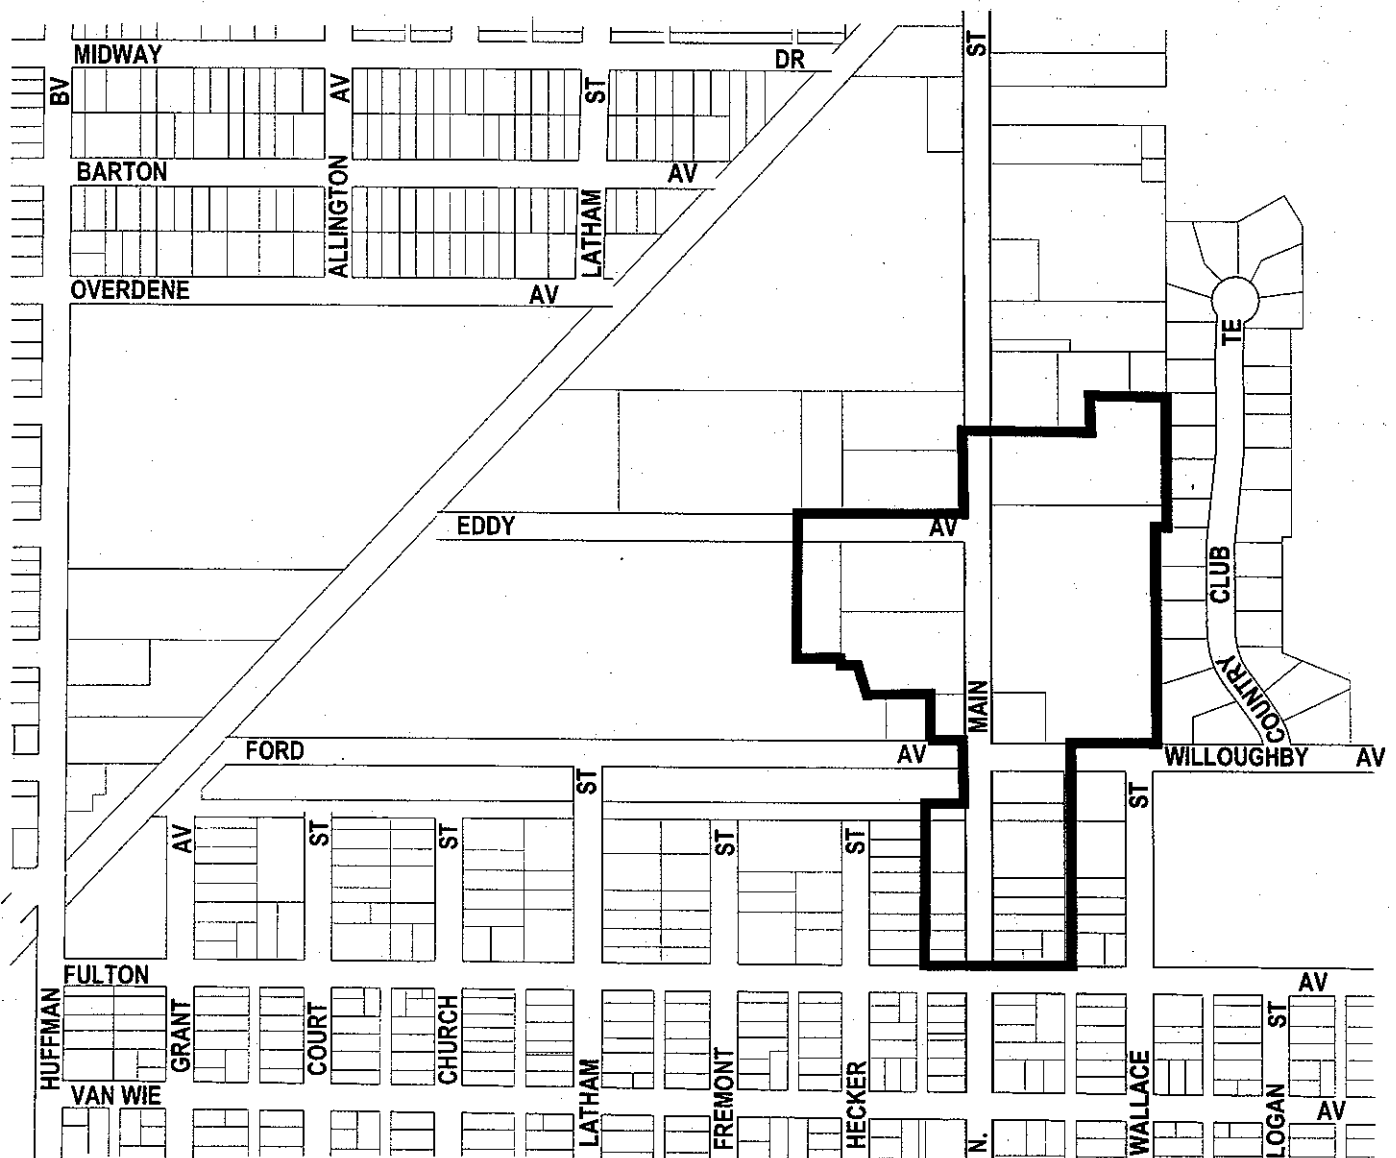 MIDWAY
DR
ST
BV
AV
ST
BARTON
AV
ALLINGTON
LATHAM
OVERDENE
AV
TE
EDDY
AV
CLUB
COUNTRY
MAIN
FORD
AV
WILLOUGHBY
AV
ST
ST
AV
ST
ST
ST
ST
FULTON
AV
HUFFMAN
GRANT
COURT
CHURCH
LATHAM
FREMONT
HECKER
N.
WALLACE
LOGAN
ST
VAN WIE
AV